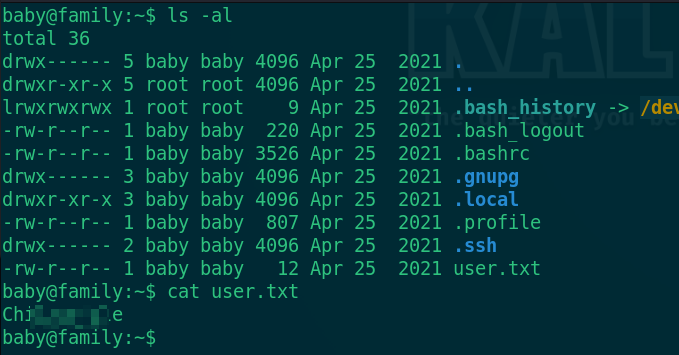 baby@family:~$ ls -al
total 36
drwx------ 5 baby baby 4096 Apr 25  2021 .
drwxr-xr-x 5 root root 4096 Apr 25  2021 ..
lrwxrwxrwx 1 root root    9 Apr 25  2021 .bash_history -> /dev
-rw-r--r-- 1 baby baby  220 Apr 25  2021 .bash_logout
-rw-r--r-- 1 baby baby 3526 Apr 25  2021 .bashrc
drwx------ 3 baby baby 4096 Apr 25  2021 .gnupg
drwxr-xr-x 3 baby baby 4096 Apr 25  2021 .local
-rw-r--r-- 1 baby baby  807 Apr 25  2021 .profile
drwx------ 2 baby baby 4096 Apr 25  2021 .ssh
-rw-r--r-- 1 baby baby   12 Apr 25  2021 user.txt
baby@family:~$ cat user.txt
baby@family:~$